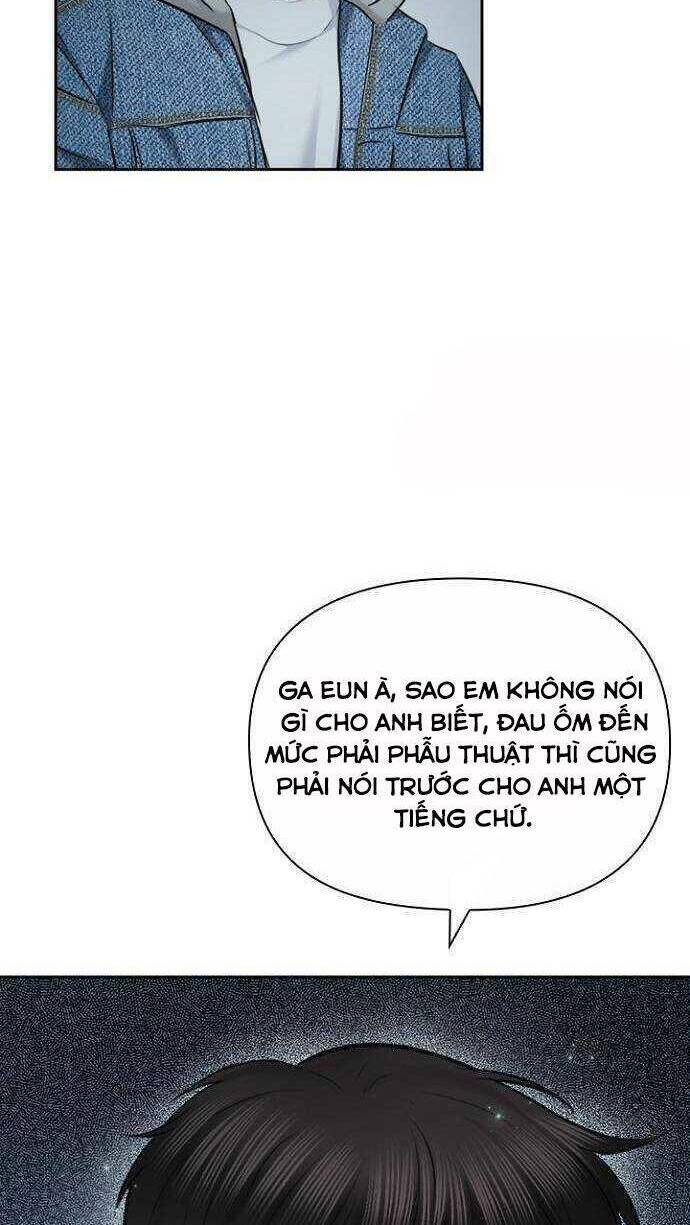 GA EUN À, SAO EM KHÔNG NÓI
GÌ CHO ANH BIẾT, ĐAU ỐM ĐẾN
MỨC PHẢI PHẪU THUẬT THÌ CŨNG
PHẢI NÓI TRƯỚC CHO ANH MỘT
TIẾNG CHỨ.